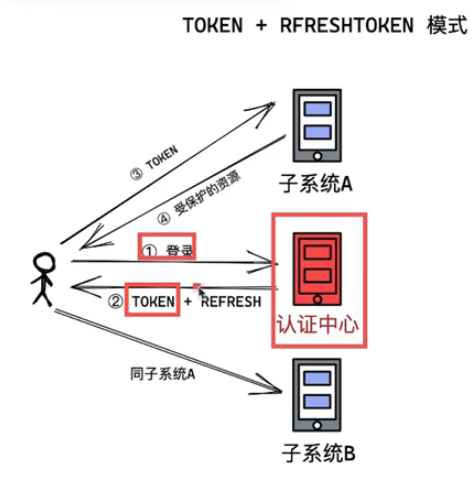 TOKEN + RFRESHTOKEN 模式
③ TOKEN
④ 受保护的资源
子系统A
① 登录
② TOKEN + REFRESH
认证中心
同子系统A
子系统B